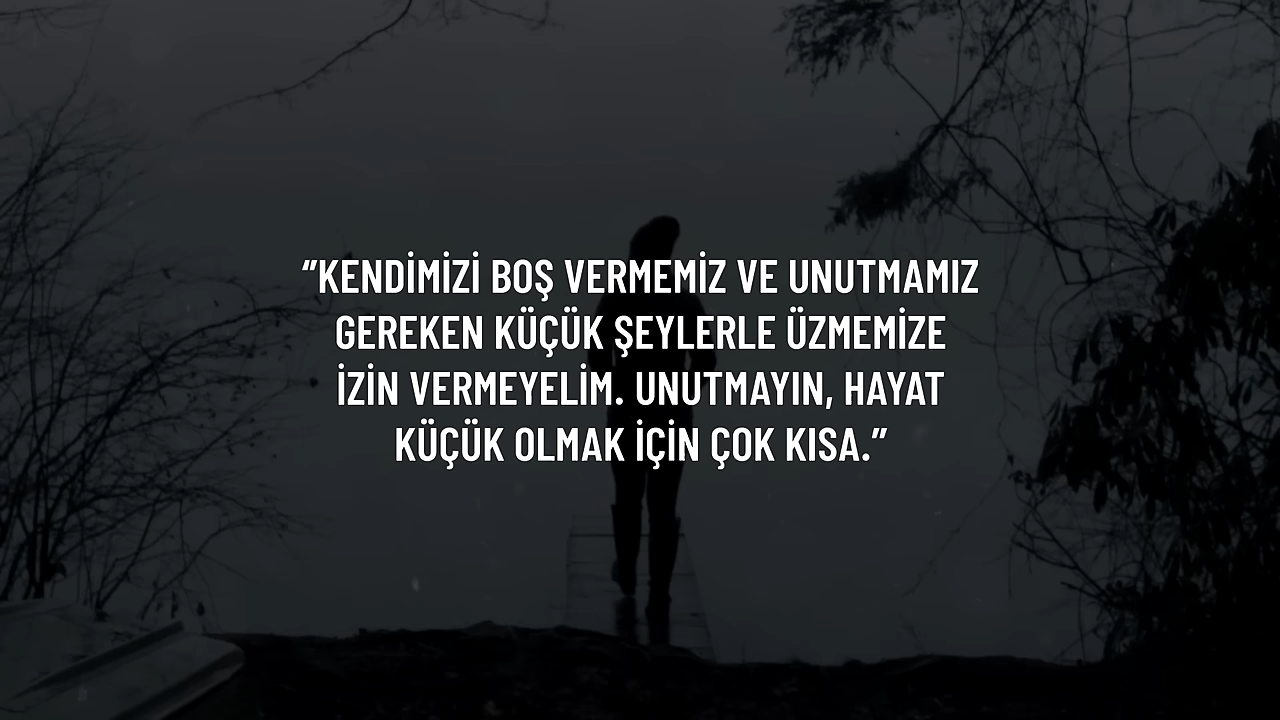 “KENDİMİZİ BOŞ VERMEMİZ VE UNUTMAMIZ
GEREKEN KÜÇÜK ŞEYLERLE ÜZMEMİZE
İZİN VERMEYELİM. UNUTMAYIN, HAYAT
KÜÇÜK OLMAK İÇİN ÇOK KISA.”